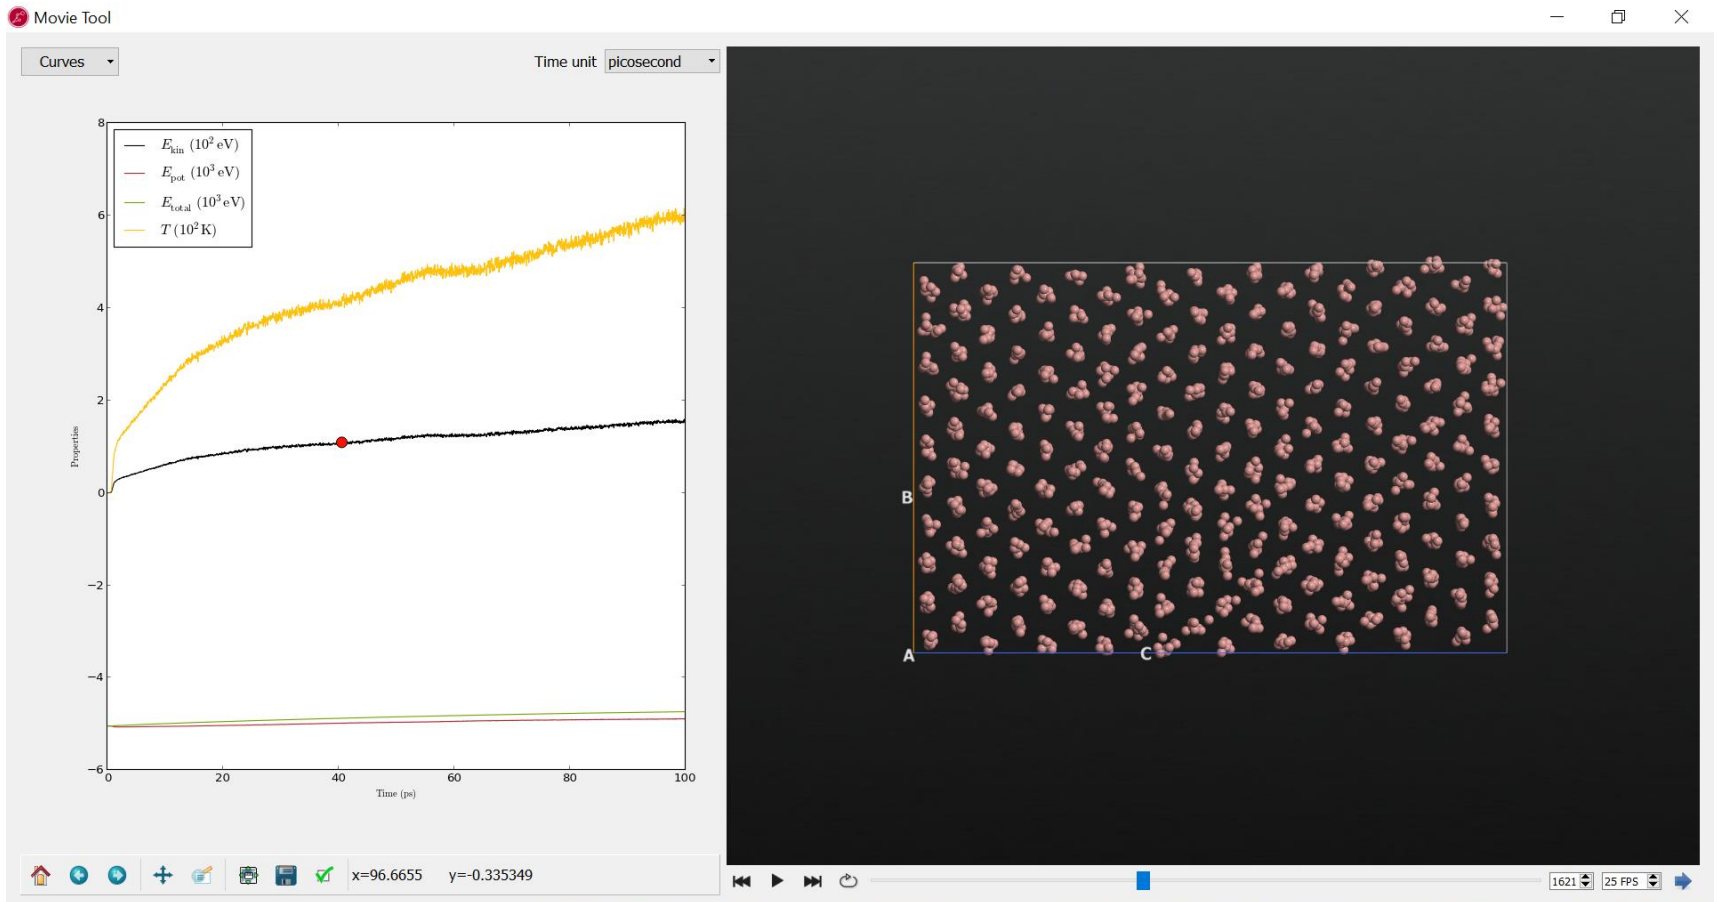 Movie Tool
Curves
Time unit picosecond
8
6
4
2
0
−2
−4
−6
E_kin (10^2 eV)
E_pot (10^3 eV)
E_total (10^3 eV)
T (10^2 K)
Properties
0 20 40 60 80 100
Time (ps)
B
A
C
x=96.6655 y=-0.335349
1621 25 FPS